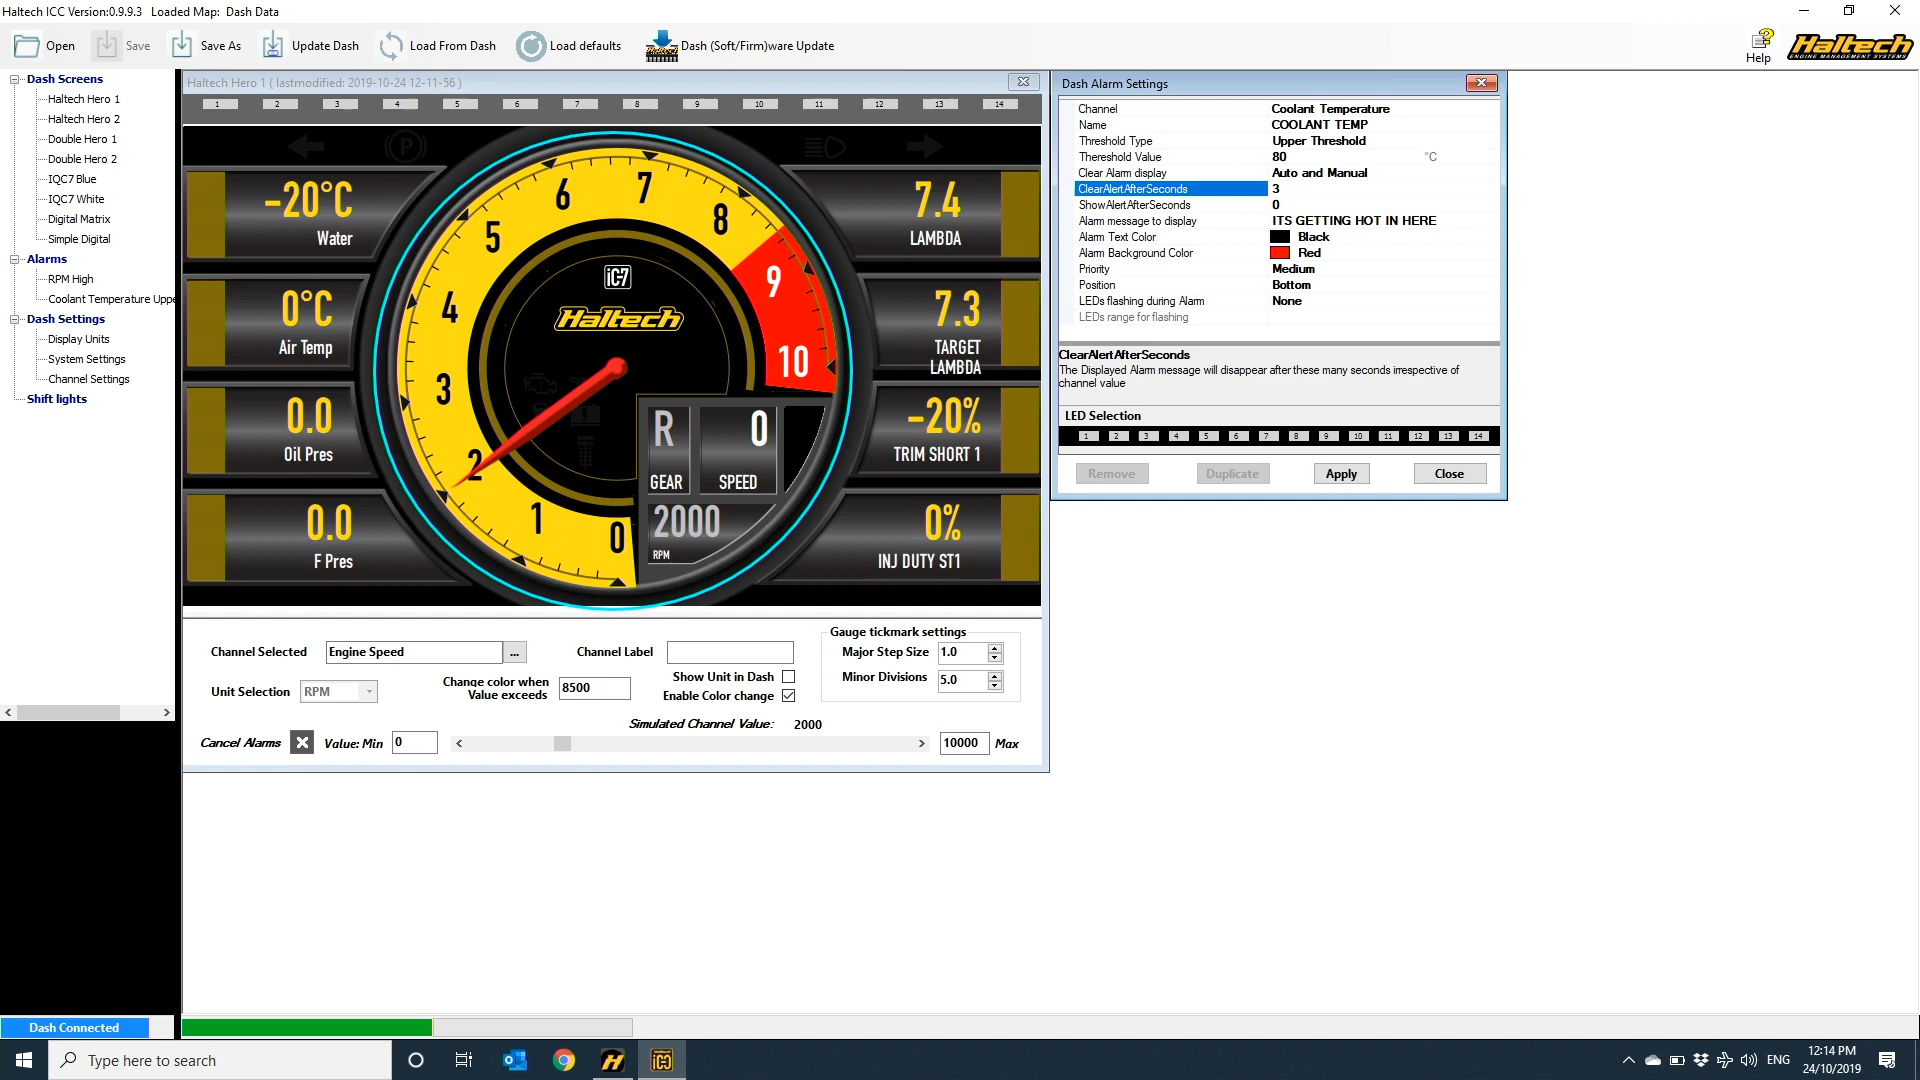 Haltech ICC Version:0.9.9.3 Loaded Map: Dash Data
Open Save Save As Update Dash Load From Dash Load defaults Dash (Soft/Firm)ware Update
Help
Haltech
ENGINE MANAGEMENT SYSTEMS
Dash Screens
Haltech Hero 1
Haltech Hero 2
Double Hero 1
Double Hero 2
IQC7 Blue
IQC7 White
Digital Matrix
Simple Digital
Alarms
RPM High
Coolant Temperature Uppe
Dash Settings
Display Units
System Settings
Channel Settings
Shift lights
Haltech Hero 1 ( lastmodified: 2019-10-24 12-11-56 )
1 2 3 4 5 6 7 8 9 10 11 12 13 14
P
-20°C
Water
0°C
Air Temp
0.0
Oil Pres
0.0
F Pres
0
1
2
3
4
5
6
7
8
9
10
iC-7
Haltech
R
GEAR
0
SPEED
2000
RPM
7.4
LAMBDA
7.3
TARGET
LAMBDA
-20%
TRIM SHORT 1
0%
INJ DUTY ST1
Channel Selected Engine Speed ...
Channel Label
Unit Selection RPM
Change color when
Value exceeds 8500
Show Unit in Dash
Enable Color change
Gauge tickmark settings
Major Step Size 1.0
Minor Divisions 5.0
Simulated Channel Value: 2000
Cancel Alarms Value: Min 0 10000 Max
Dash Alarm Settings
Channel Coolant Temperature
Name COOLANT TEMP
Threshold Type Upper Threshold
Thereshold Value 80 °C
Clear Alarm display Auto and Manual
ClearAlertAfterSeconds 3
ShowAlertAfterSeconds 0
Alarm message to display ITS GETTING HOT IN HERE
Alarm Text Color Black
Alarm Background Color Red
Priority Medium
Position Bottom
LEDs flashing during Alarm None
LEDs range for flashing
ClearAlertAfterSeconds
The Displayed Alarm message will disappear after these many seconds irrespective of
channel value
LED Selection
1 2 3 4 5 6 7 8 9 10 11 12 13 14
Remove Duplicate Apply Close
Dash Connected
Type here to search
ENG
12:14 PM
24/10/2019